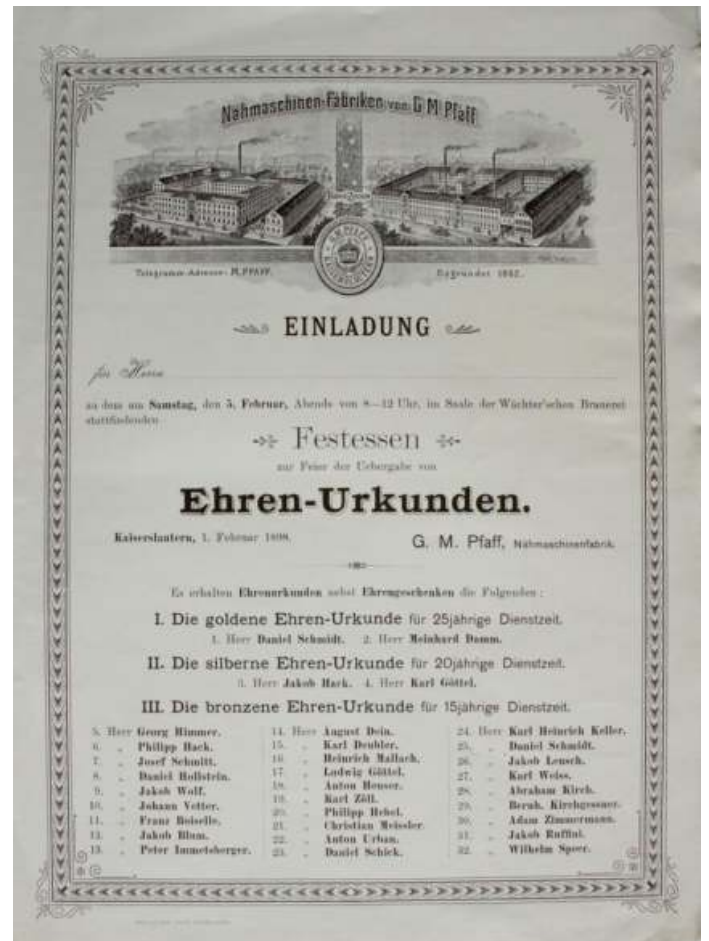 Nähmaschinen-Fabriken von G. M. Pfaff
G. M. PFAFF
KAISERSLAUTERN
Telegramm-Adresse: M. PFAFF.
Gegründet 1862.
EINLADUNG
für Herrn
zu dem am Samstag, den 5. Februar, Abends von 8—12 Uhr, im Saale der Wächter'schen Brauerei
stattfindenden
Festessen
zur Feier der Uebergabe von
Ehren-Urkunden.
Kaiserslautern, 1. Februar 1898.
G. M. Pfaff, Nähmaschinenfabrik.
Es erhalten Ehrenurkunden nebst Ehrengeschenken die Folgenden:
I. Die goldene Ehren-Urkunde für 25jährige Dienstzeit.
1. Herr Daniel Schmidt. 2. Herr Meinhard Damm.
II. Die silberne Ehren-Urkunde für 20jährige Dienstzeit.
3. Herr Jakob Hack. 4. Herr Karl Göttel.
III. Die bronzene Ehren-Urkunde für 15jährige Dienstzeit.
5. Herr Georg Himmer.
6. „ Philipp Hack.
7. „ Josef Schmitt.
8. „ Daniel Hollstein.
9. „ Jakob Wolf.
10. „ Johann Vetter.
11. „ Franz Boiselle.
12. „ Jakob Blum.
13. „ Peter Immetsberger.
14. Herr August Dein.
15. „ Karl Deubler.
16. „ Heinrich Mallach.
17. „ Ludwig Göttel.
18. „ Anton Heuser.
19. „ Karl Zöll.
20. „ Philipp Hebel.
21. „ Christian Meissler.
22. „ Anton Urban.
23. „ Daniel Schick.
24. Herr Karl Heinrich Keller.
25. „ Daniel Schmidt.
26. „ Jakob Leusch.
27. „ Karl Weiss.
28. „ Abraham Kirch.
29. „ Bernh. Kirchgessner.
30. „ Adam Zimmermann.
31. „ Jakob Ruffini.
32. „ Wilhelm Speer.